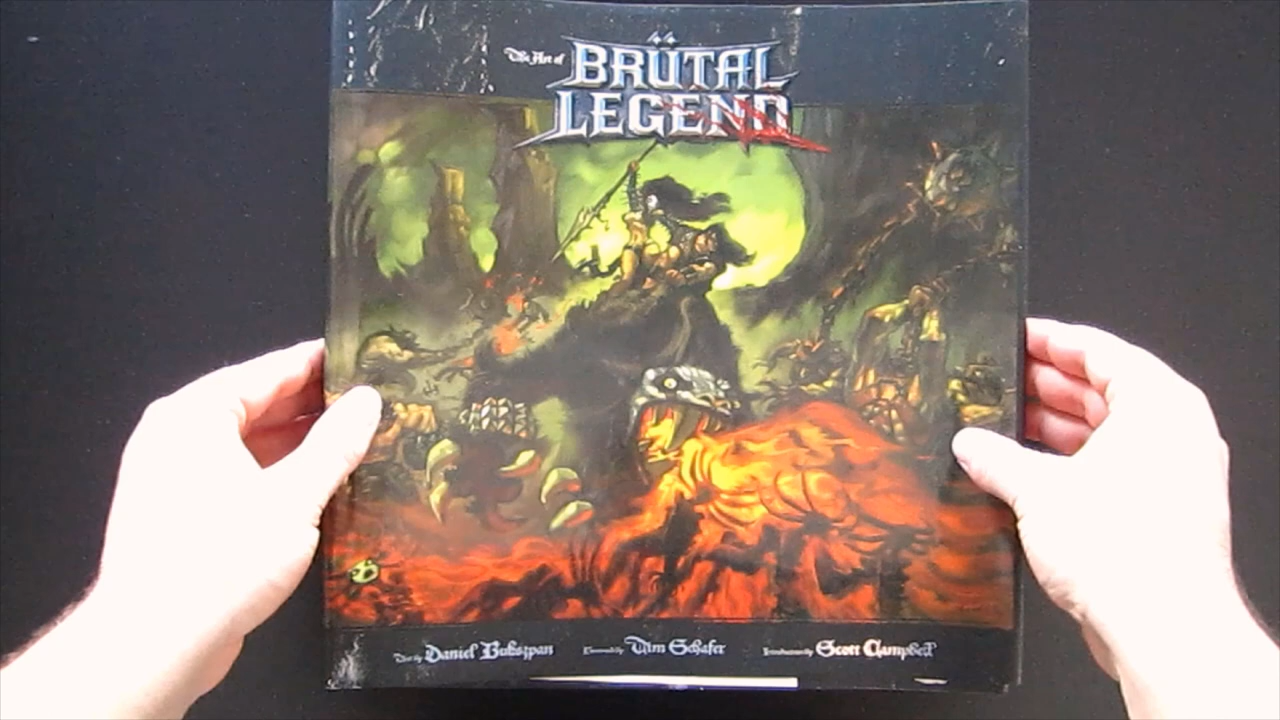 The Art of
BRÜTAL
LEGEND
Text by Daniel Bukszpan Foreword by Tim Schafer Introduction by Scott Campbell